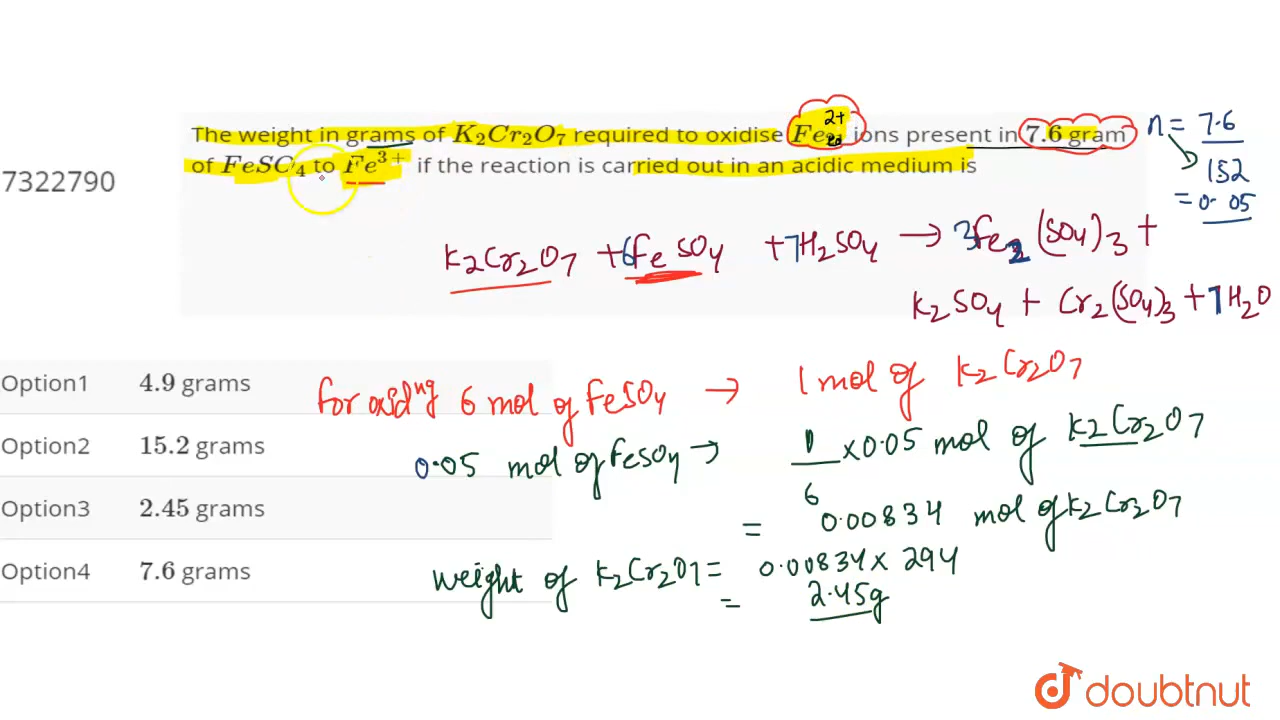 The weight in grams of K₂Cr₂O₇ required to oxidise Fe²⁺ ions present in 7.6 gram
of FeSC₄ to Fe³⁺ if the reaction is carried out in an acidic medium is
n = 7.6
152
= 0.05
7322790
K₂Cr₂O₇ + 6FeSO₄ + 7H₂SO₄ → 3Fe₂(SO₄)₃ +
K₂SO₄ + Cr₂(SO₄)₃ + 7H₂O
Option1 4.9 grams
Option2 15.2 grams
Option3 2.45 grams
Option4 7.6 grams
for oxiding 6 mol of FeSO₄ → 1 mol of K₂Cr₂O₇
0.05 mol of FeSO₄ → 1/6 × 0.05 mol of K₂Cr₂O₇
= 0.00834 mol of K₂Cr₂O₇
weight of K₂Cr₂O₇ = 0.00834 × 294
= 2.45g
doubtnut